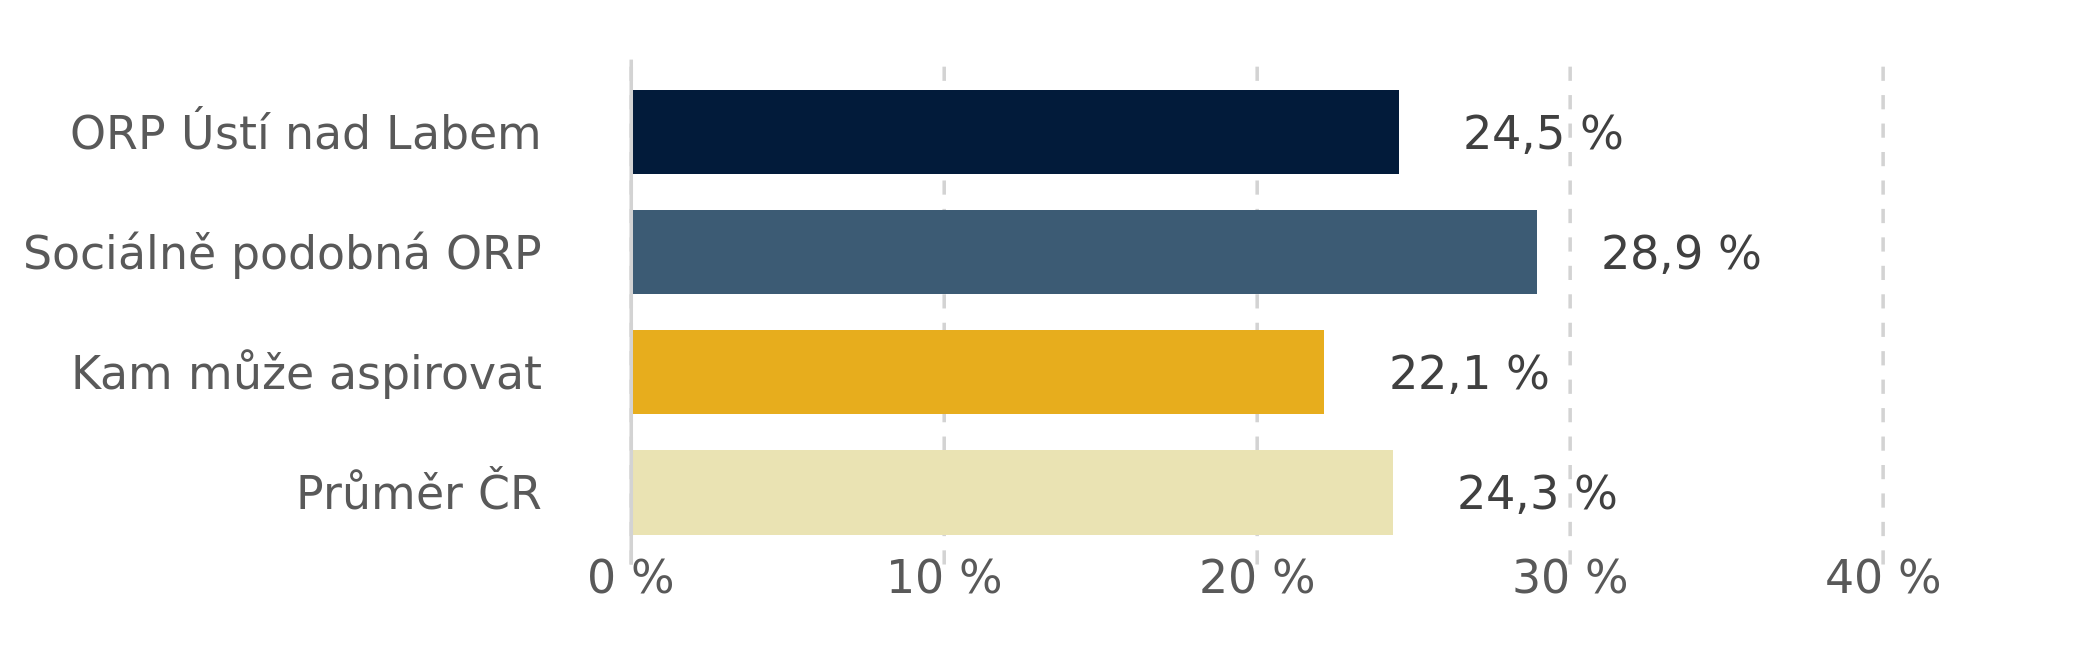 ORP Ústí nad Labem 24,5 %
Sociálně podobná ORP 28,9 %
Kam může aspirovat 22,1 %
Průměr ČR 24,3 %
0 % 10 % 20 % 30 % 40 %